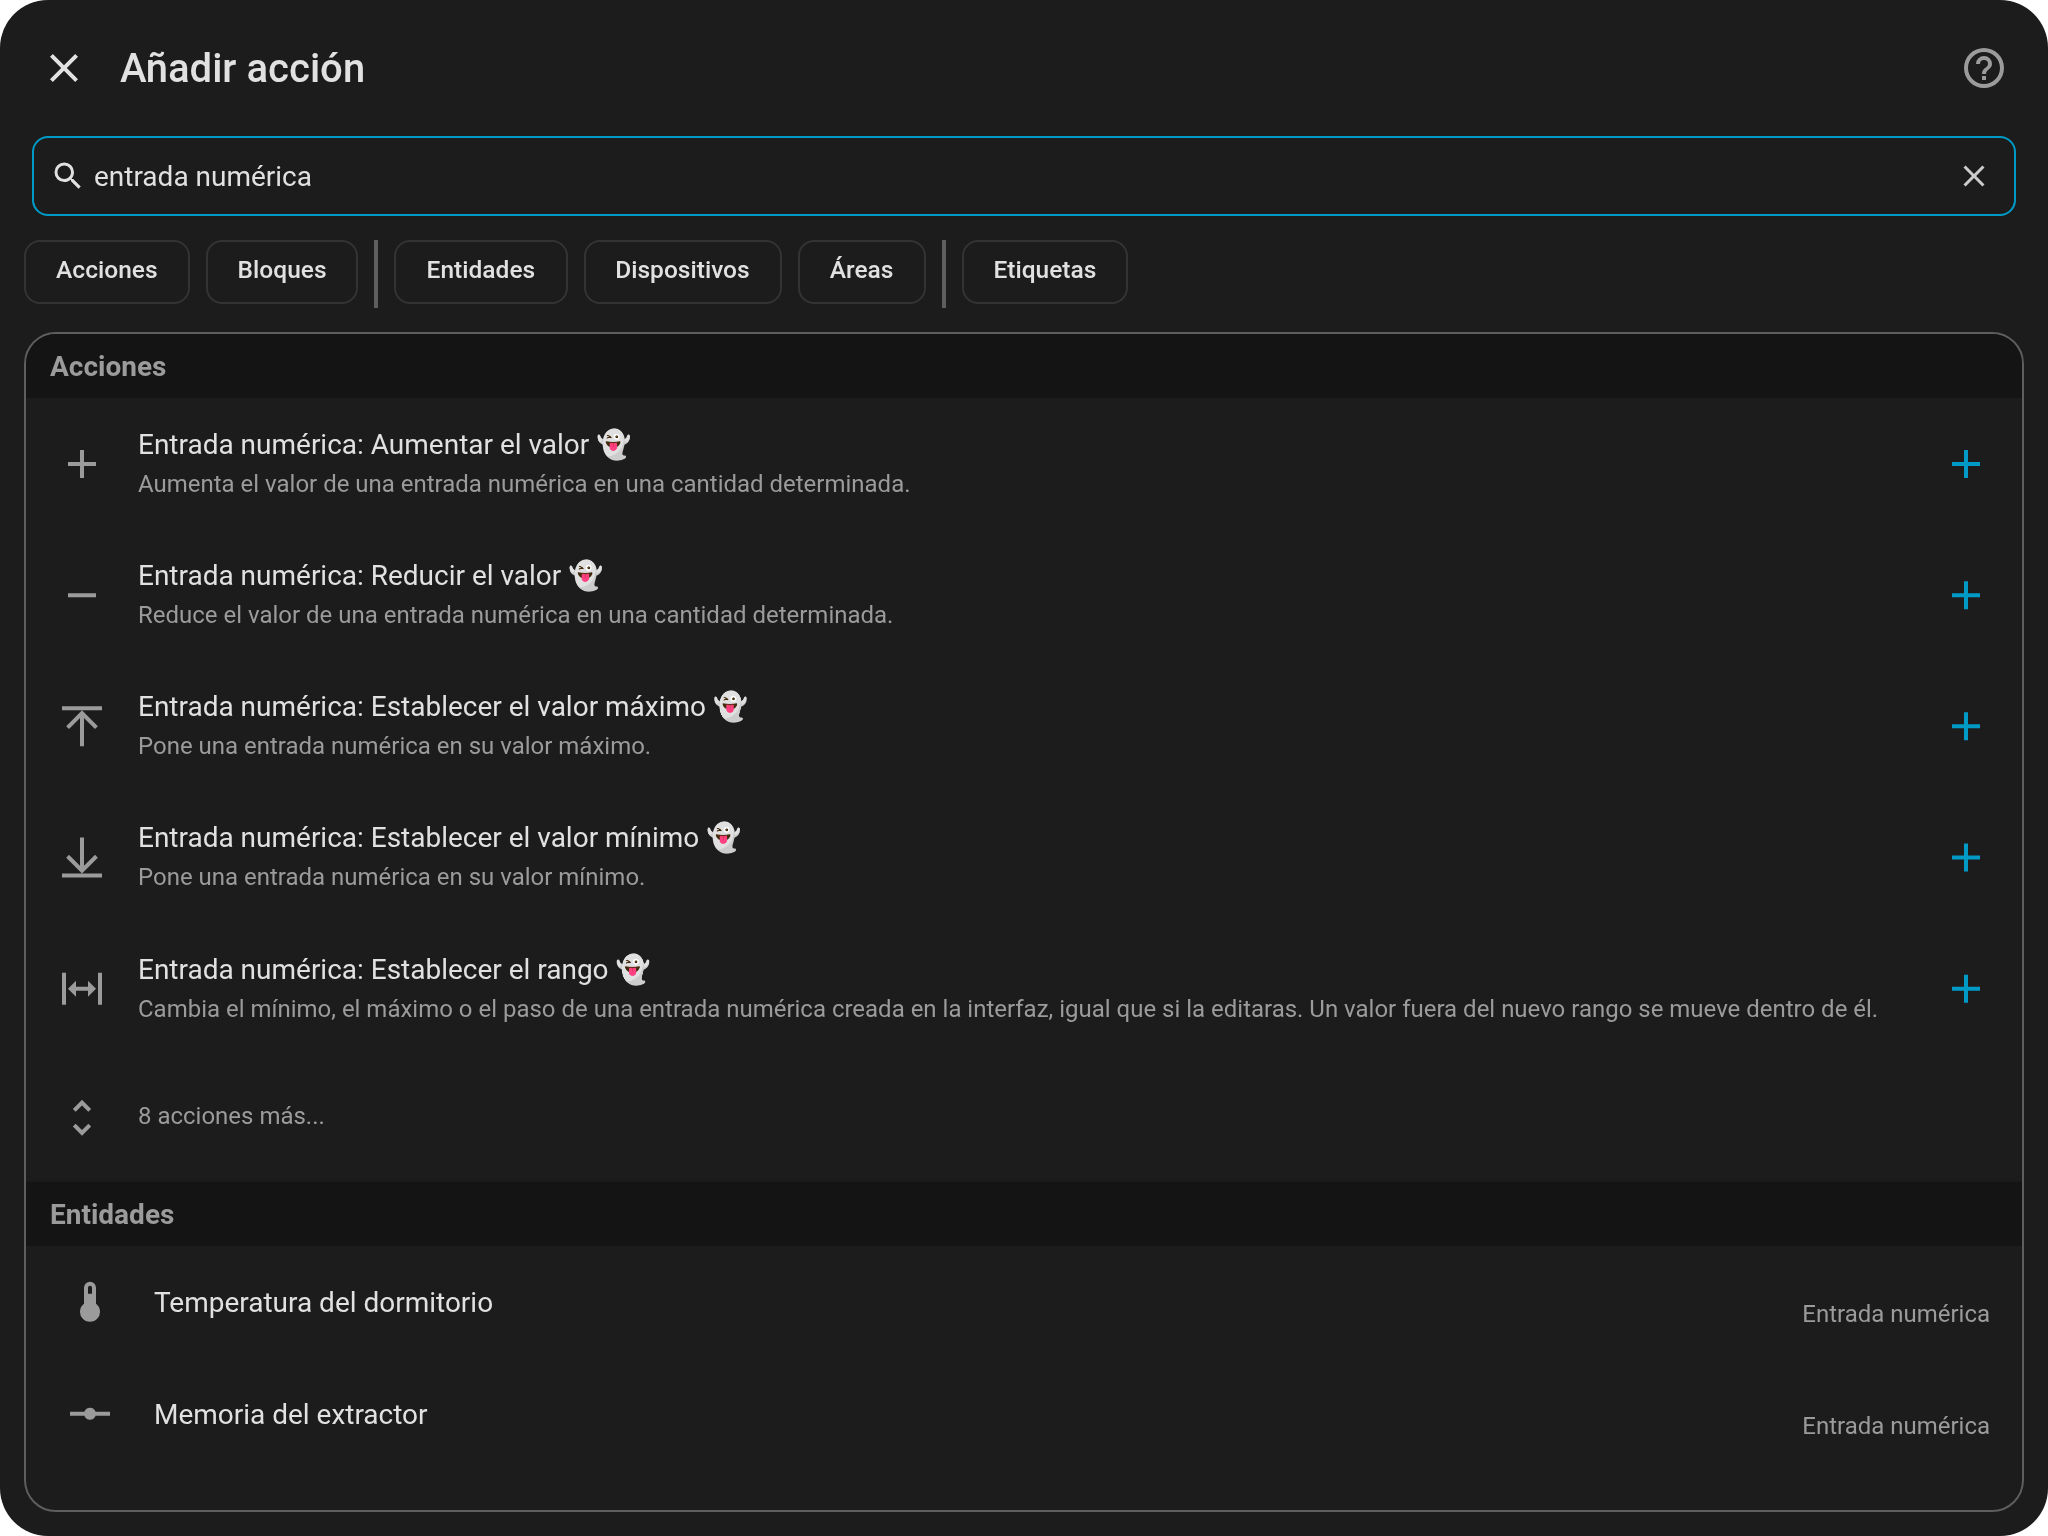 Añadir acción
entrada numérica
Acciones
Bloques
Entidades
Dispositivos
Áreas
Etiquetas
Acciones
Entrada numérica: Aumentar el valor 👻
Aumenta el valor de una entrada numérica en una cantidad determinada.
Entrada numérica: Reducir el valor 👻
Reduce el valor de una entrada numérica en una cantidad determinada.
Entrada numérica: Establecer el valor máximo 👻
Pone una entrada numérica en su valor máximo.
Entrada numérica: Establecer el valor mínimo 👻
Pone una entrada numérica en su valor mínimo.
Entrada numérica: Establecer el rango 👻
Cambia el mínimo, el máximo o el paso de una entrada numérica creada en la interfaz, igual que si la editaras. Un valor fuera del nuevo rango se mueve dentro de él.
8 acciones más...
Entidades
Temperatura del dormitorio
Entrada numérica
Memoria del extractor
Entrada numérica